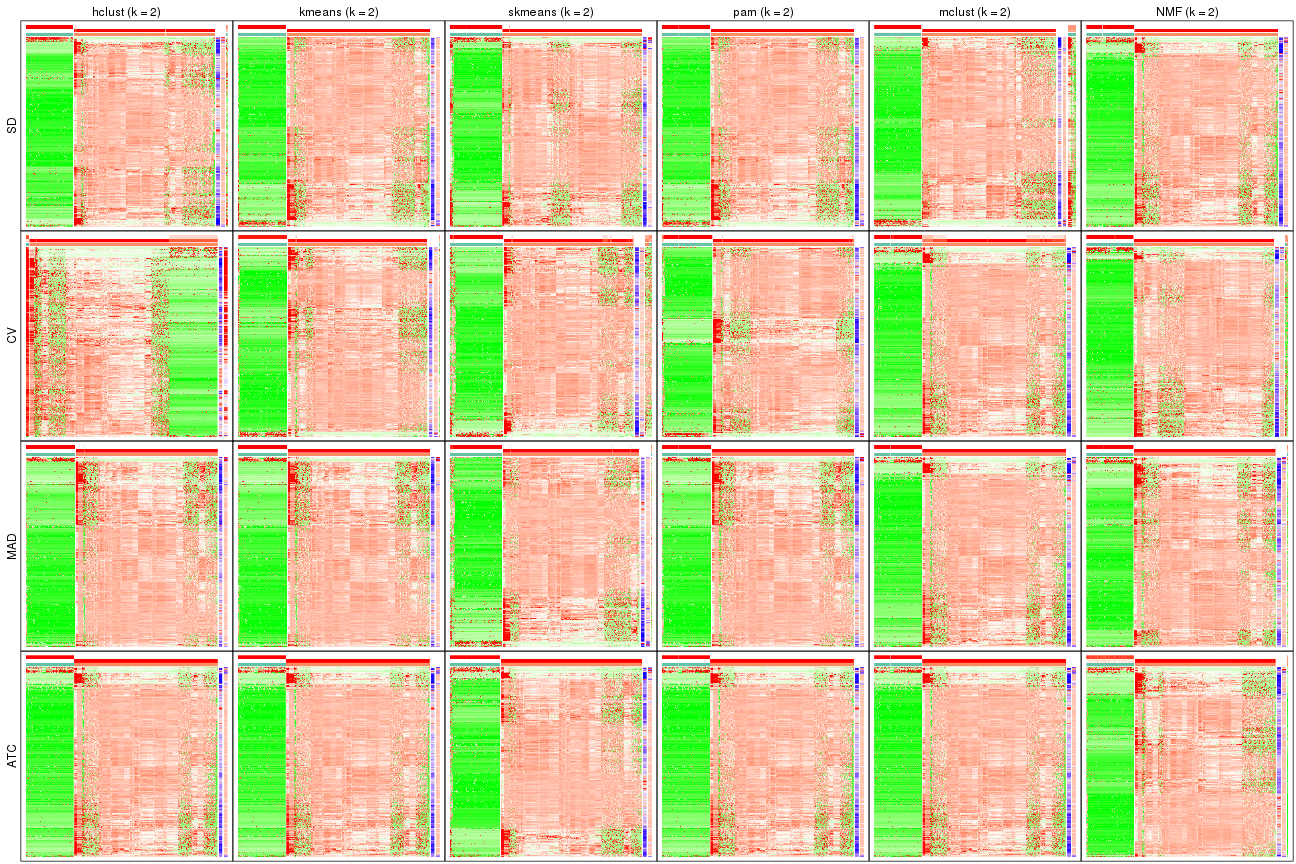 hclust (k = 2) kmeans (k = 2) skmeans (k = 2) pam (k = 2) mclust (k = 2) NMF (k = 2)
SD
CV
MAD
ATC